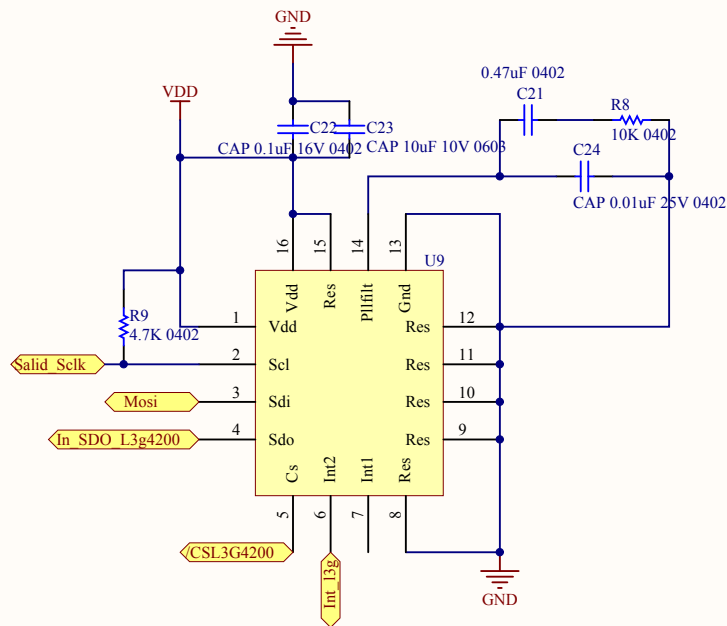 GND
VDD
0.47uF 0402
C21
R8
10K 0402
C22
C23
CAP 0.1uF 16V 0402
CAP 10uF 10V 0603
C24
CAP 0.01uF 25V 0402
16
15
14
13
U9
Vdd
Res
Pllfilt
Gnd
R9
4.7K 0402
1
Vdd
Res
12
Salid_Sclk
2
Scl
Res
11
Mosi
3
Sdi
Res
10
In_SDO_L3g4200
4
Sdo
Res
9
Cs
Int2
Int1
Res
5
6
7
8
/CSL3G4200
Int_l3g
GND